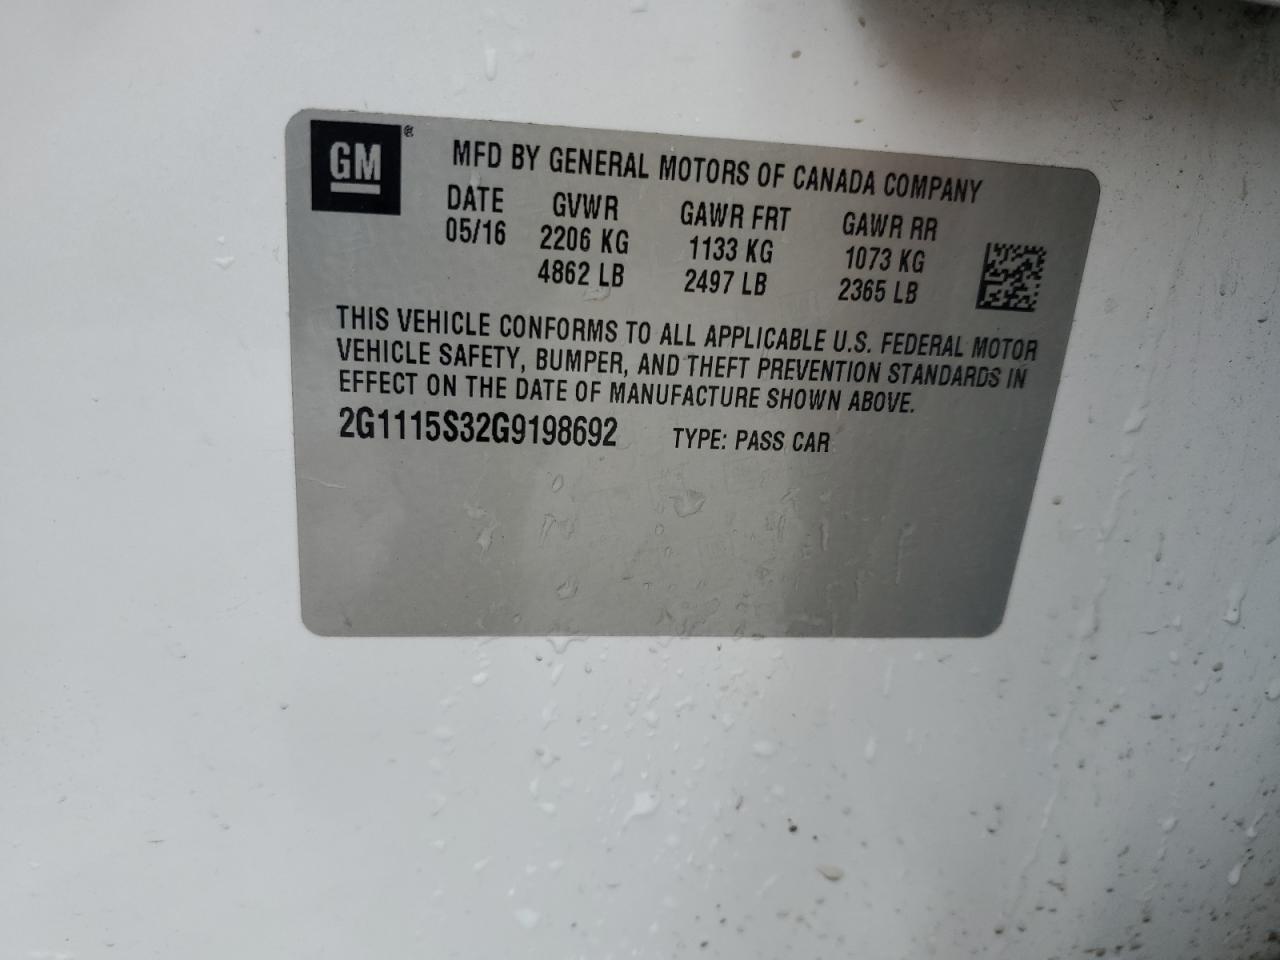 GM®
MFD BY GENERAL MOTORS OF CANADA COMPANY
DATE GVWR GAWR FRT GAWR RR
05/16 2206 KG 1133 KG 1073 KG
4862 LB 2497 LB 2365 LB
THIS VEHICLE CONFORMS TO ALL APPLICABLE U.S. FEDERAL MOTOR
VEHICLE SAFETY, BUMPER, AND THEFT PREVENTION STANDARDS IN
EFFECT ON THE DATE OF MANUFACTURE SHOWN ABOVE.
2G1115S32G9198692 TYPE: PASS CAR